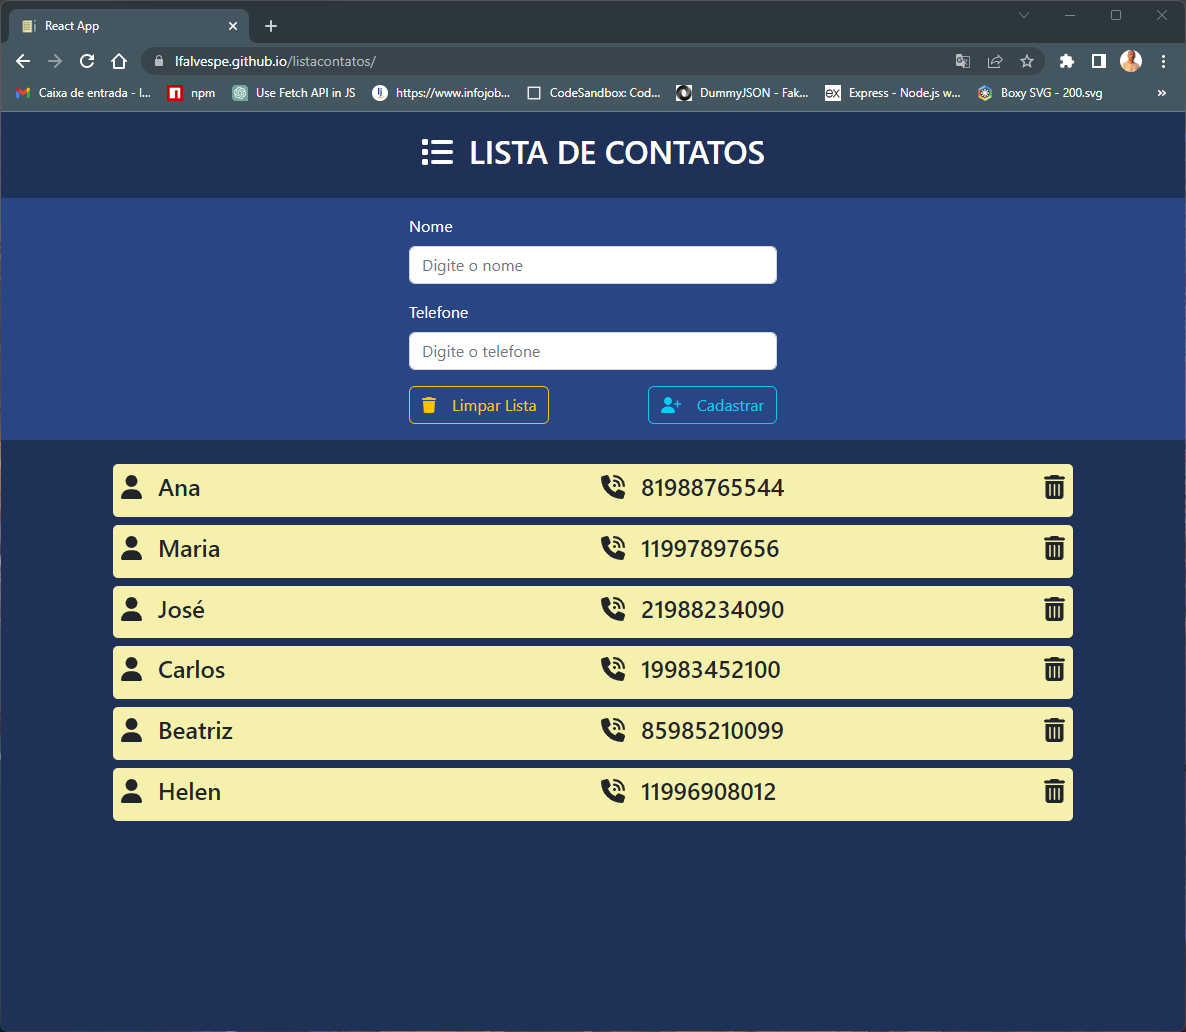 React App
lfalvespe.github.io/listacontatos/
Caixa de entrada - l... npm Use Fetch API in JS https://www.infojob... CodeSandbox: Cod... DummyJSON - Fak... Express - Node.js w... Boxy SVG - 200.svg »
LISTA DE CONTATOS
Nome
Digite o nome
Telefone
Digite o telefone
Limpar Lista Cadastrar
Ana 81988765544
Maria 11997897656
José 21988234090
Carlos 19983452100
Beatriz 85985210099
Helen 11996908012